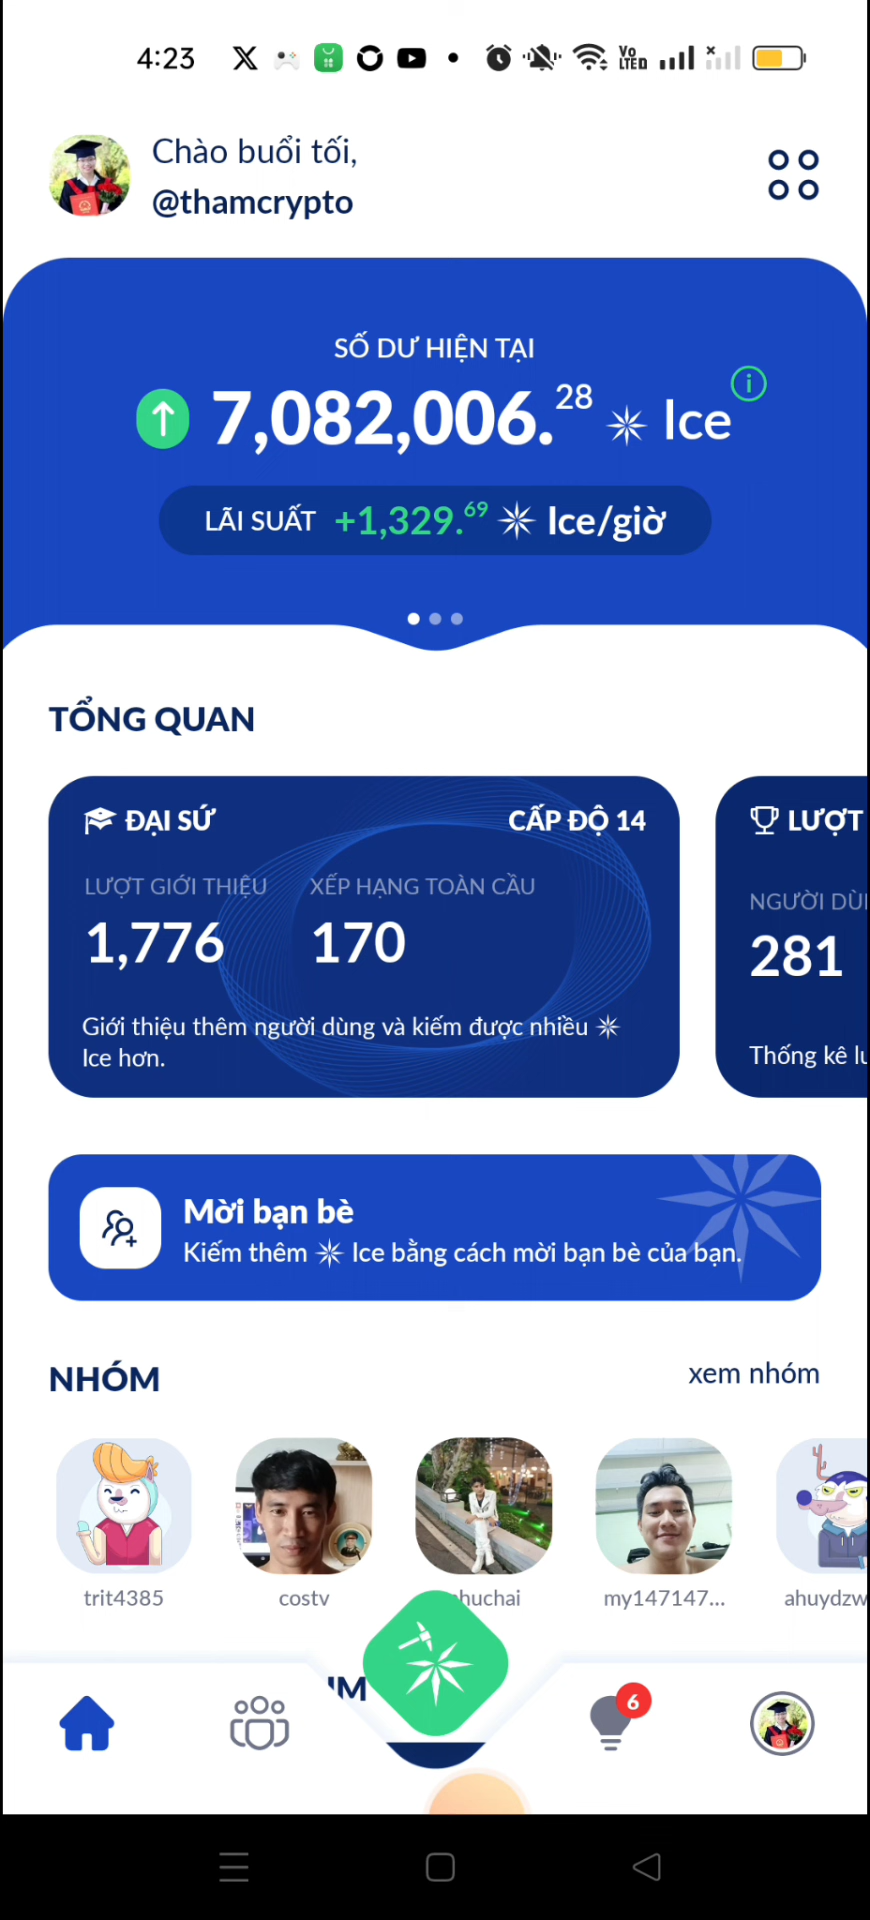 4:23
Vo
LTED
Chào buổi tối,
@thamcrypto
SỐ DƯ HIỆN TẠI
7,082,006.28 Ice
LÃI SUẤT +1,329.69 Ice/giờ
TỔNG QUAN
ĐẠI SỨ CẤP ĐỘ 14
LƯỢT GIỚI THIỆU XẾP HẠNG TOÀN CẦU
1,776 170
Giới thiệu thêm người dùng và kiếm được nhiều
Ice hơn.
LƯỢT
NGƯỜI
281
Thống kê
Mời bạn bè
Kiếm thêm Ice bằng cách mời bạn bè của bạn.
NHÓM xem nhóm
trit4385 costv huchai my147147... ahuydzw
6